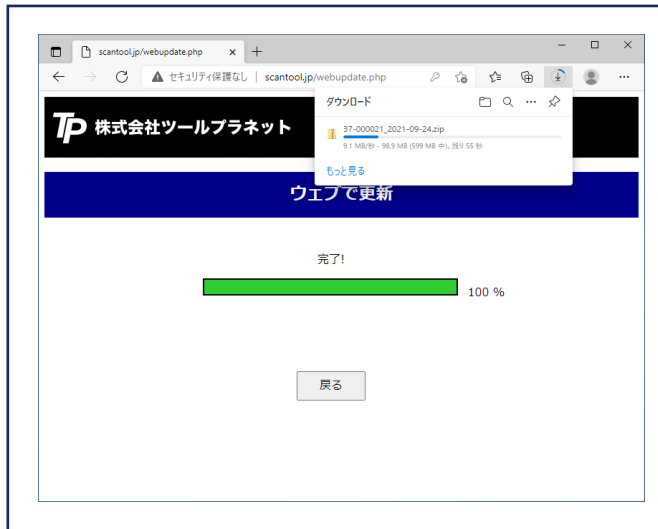 scantool.jp/webupdate.php
セキュリティ保護なし | scantool.jp/webupdate.php
ダウンロード
37-000021_2021-09-24.zip
9.1 MB/秒 - 98.9 MB (599 MB 中)、残り 55 秒
もっと見る
TP 株式会社ツールプラネット
ウェブで更新
完了!
100 %
戻る